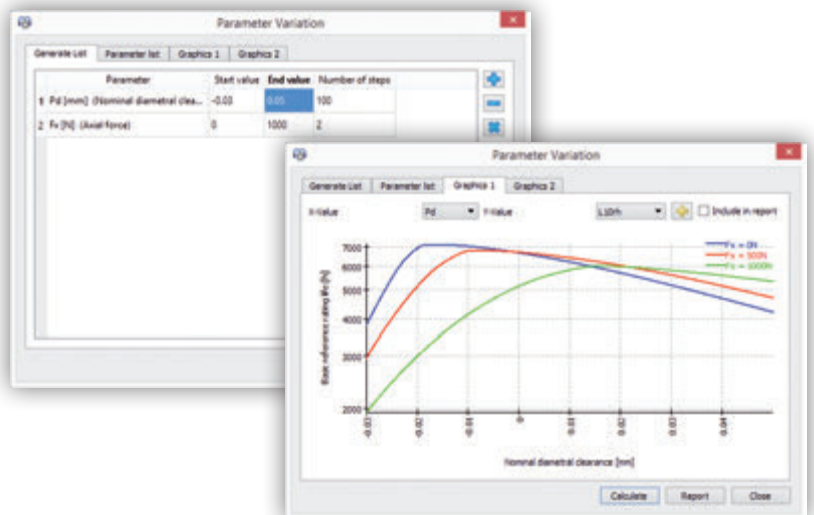 Parameter Variation
Generate List Parameter list Graphics 1 Graphics 2
Parameter Start value End value Number of steps
1 Pd [mm] (Nominal diametral clea... -0.03 0.05 100
2 Fx [N] (Axial force) 0 1000 2
Parameter Variation
Generate List Parameter list Graphics 1 Graphics 2
X-Value Pd Y-Value L10rh Include in report
Fx = 0N
Fx = 500N
Fx = 1000N
7000
6000
5000
4000
3000
2000
Basic reference rating life [h]
-0.03 -0.02 -0.01 0 0.01 0.02 0.03 0.04
Nominal diametral clearance [mm]
Calculate Report Close